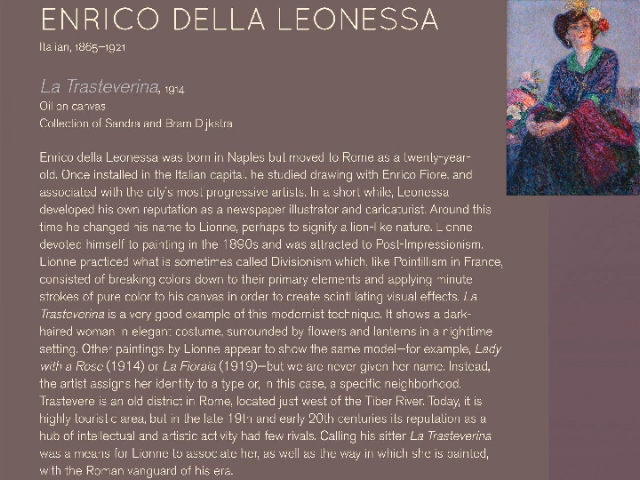 ENRICO DELLA LEONESSA
Italian, 1865–1921
La Trasteverina, 1914
Oil on canvas
Collection of Sandra and Bram Dijkstra
Enrico della Leonessa was born in Naples but moved to Rome as a twenty-year-
old. Once installed in the Italian capital, he studied drawing with Enrico Fiore, and
associated with the city's most progressive artists. In a short while, Leonessa
developed his own reputation as a newspaper illustrator and caricaturist. Around this
time he changed his name to Lionne, perhaps to signify a lion-like nature. Lionne
devoted himself to painting in the 1890s and was attracted to Post-Impressionism.
Lionne practiced what is sometimes called Divisionism which, like Pointillism in France,
consisted of breaking colors down to their primary elements and applying minute
strokes of pure color to his canvas in order to create scintillating visual effects. La
Trasteverina is a very good example of this modernist technique. It shows a dark-
haired woman in elegant costume, surrounded by flowers and lanterns in a nighttime
setting. Other paintings by Lionne appear to show the same model—for example, Lady
with a Rose (1914) or La Fioraia (1919)—but we are never given her name. Instead,
the artist assigns her identity to a type or, in this case, a specific neighborhood.
Trastevere is an old district in Rome, located just west of the Tiber River. Today, it is
highly touristic area, but in the late 19th and early 20th centuries its reputation as a
hub of intellectual and artistic activity had few rivals. Calling his sitter La Trasteverina
was a means for Lionne to associate her, as well as the way in which she is painted,
with the Roman vanguard of his era.